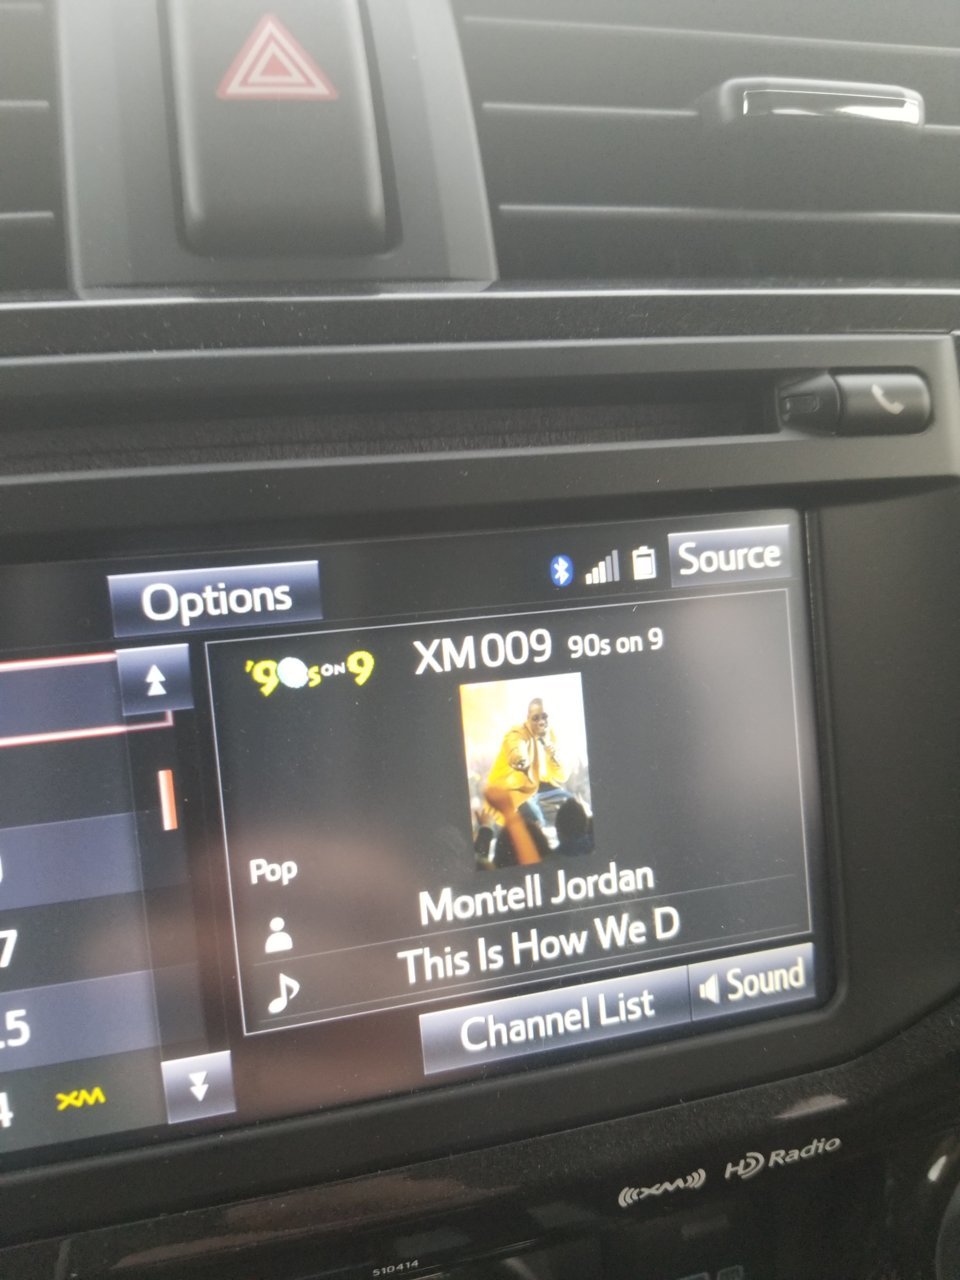 Options
Source
'90s ON 9
XM009 90s on 9
Pop
Montell Jordan
This Is How We D
7
.5
4
XM
Channel List
Sound
XM HD Radio
510414